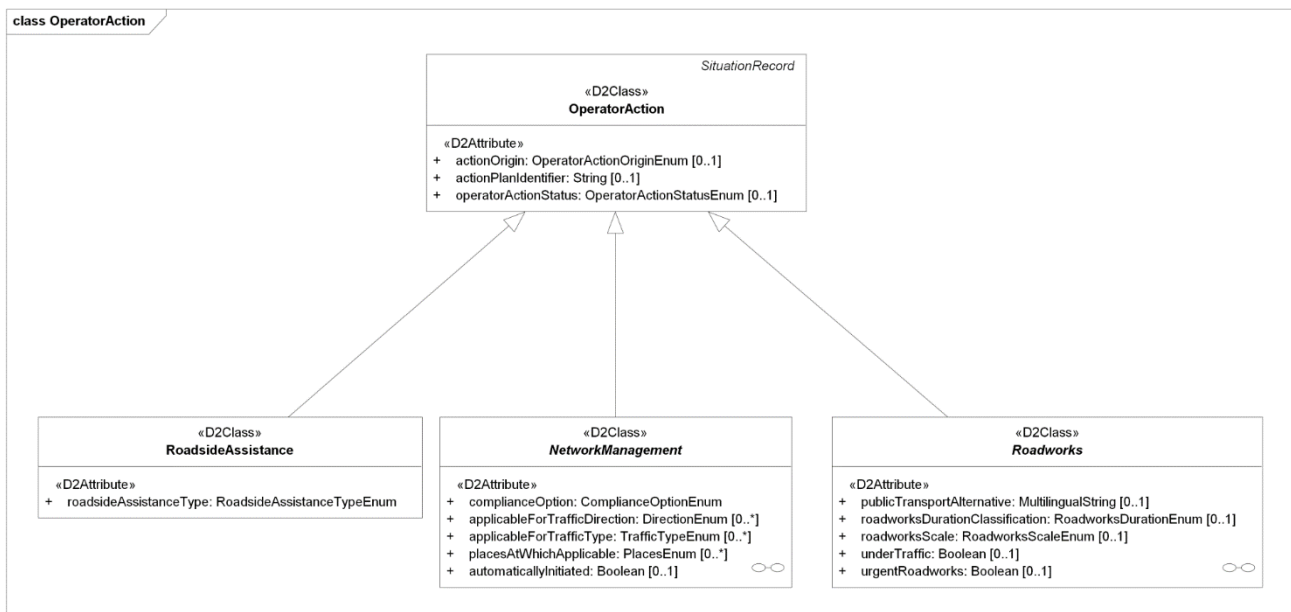 class OperatorAction
SituationRecord
«D2Class»
OperatorAction
«D2Attribute»
+ actionOrigin: OperatorActionOriginEnum [0..1]
+ actionPlanIdentifier: String [0..1]
+ operatorActionStatus: OperatorActionStatusEnum [0..1]
«D2Class»
RoadsideAssistance
«D2Attribute»
+ roadsideAssistanceType: RoadsideAssistanceTypeEnum
«D2Class»
NetworkManagement
«D2Attribute»
+ complianceOption: ComplianceOptionEnum
+ applicableForTrafficDirection: DirectionEnum [0..*]
+ applicableForTrafficType: TrafficTypeEnum [0..*]
+ placesAtWhichApplicable: PlacesEnum [0..*]
+ automaticallyInitiated: Boolean [0..1]
«D2Class»
Roadworks
«D2Attribute»
+ publicTransportAlternative: MultilingualString [0..1]
+ roadworksDurationClassification: RoadworksDurationEnum [0..1]
+ roadworksScale: RoadworksScaleEnum [0..1]
+ underTraffic: Boolean [0..1]
+ urgentRoadworks: Boolean [0..1]